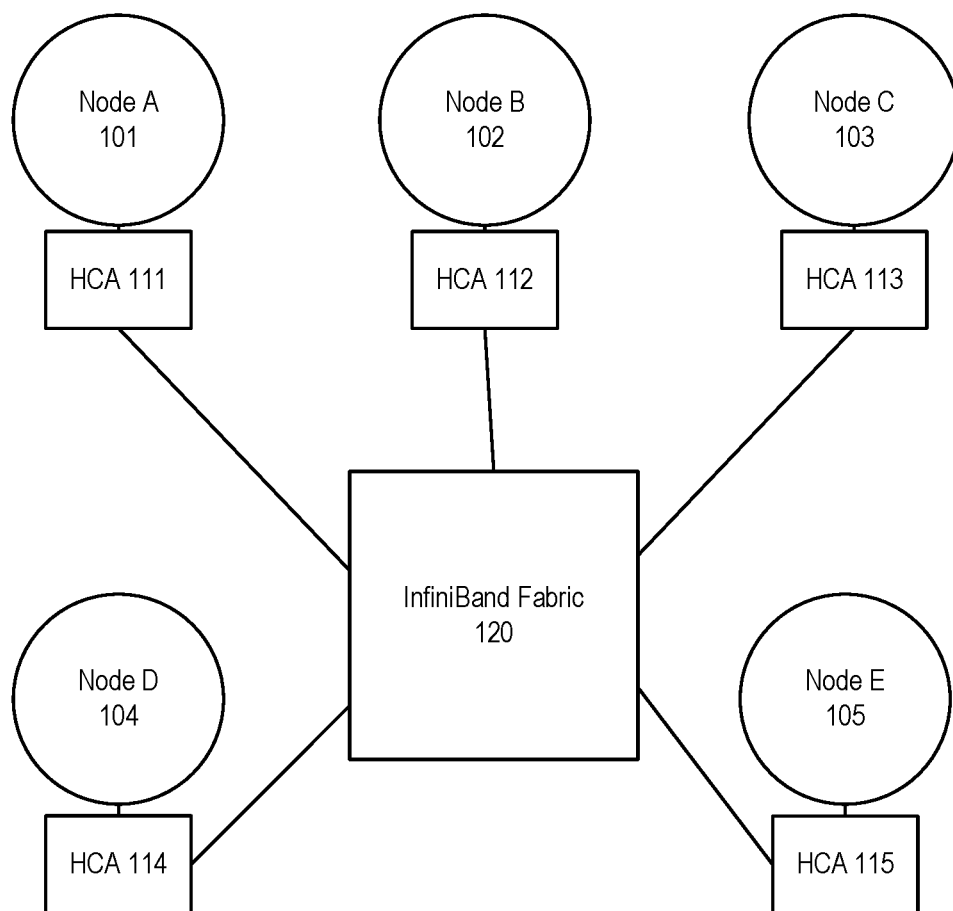 Node A
101
Node B
102
Node C
103
HCA 111
HCA 112
HCA 113
InfiniBand Fabric
120
Node D
104
Node E
105
HCA 114
HCA 115